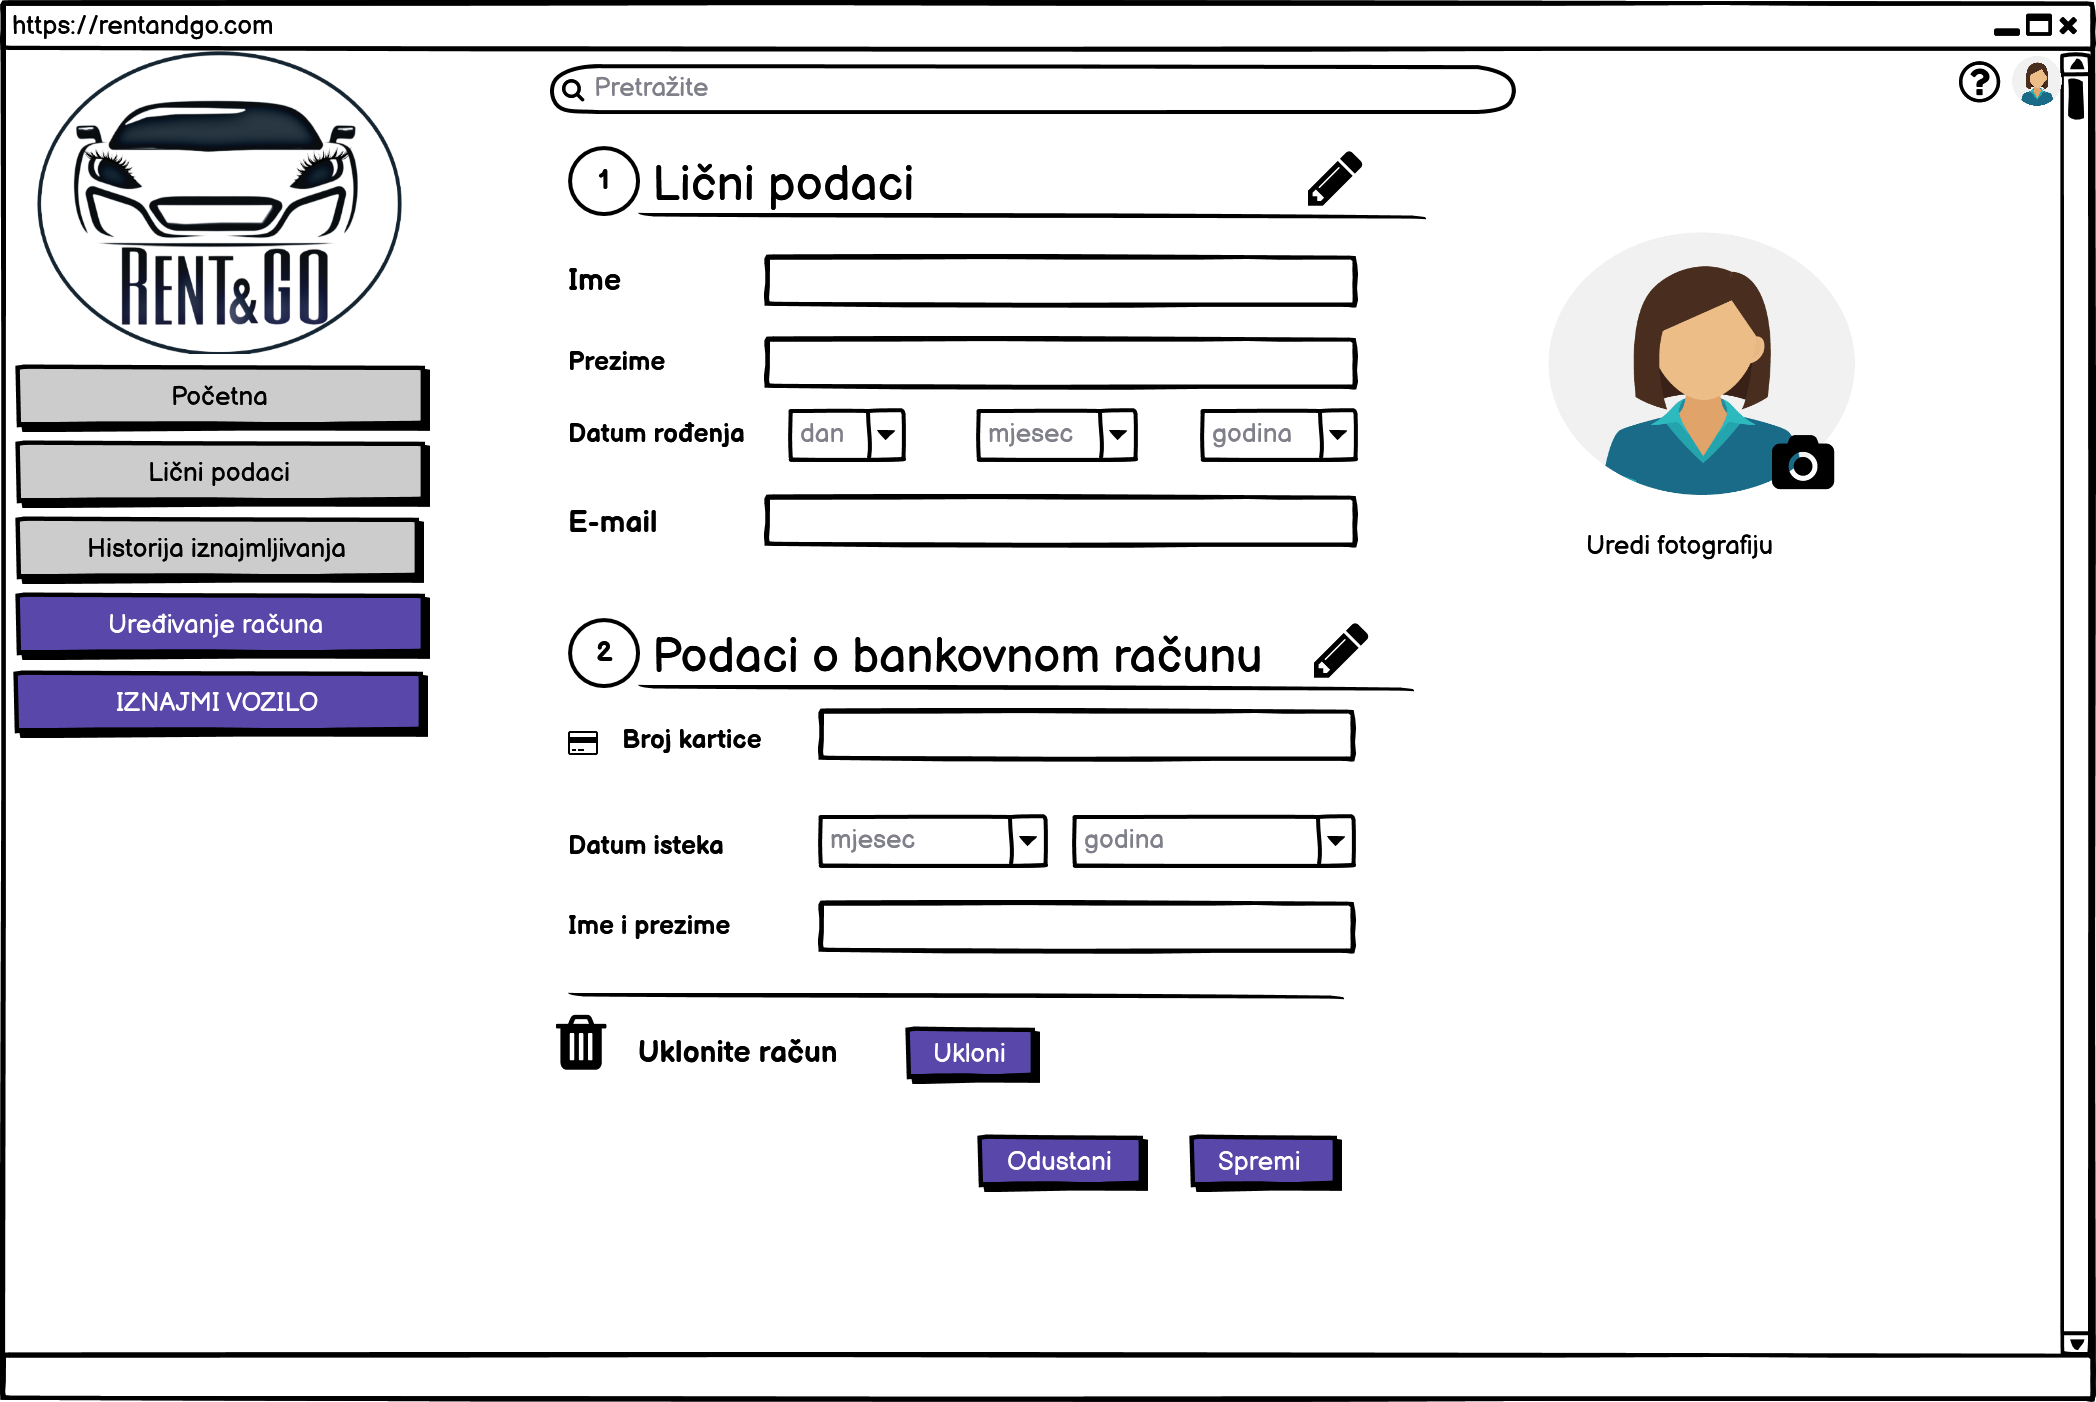 https://rentandgo.com
Pretražite
RENT&GO
Početna
Lični podaci
Historija iznajmljivanja
Uređivanje računa
IZNAJMI VOZILO
1 Lični podaci
Ime
Prezime
Datum rođenja dan mjesec godina
E-mail
Uredi fotografiju
2 Podaci o bankovnom računu
Broj kartice
Datum isteka mjesec godina
Ime i prezime
Uklonite račun Ukloni
Odustani Spremi